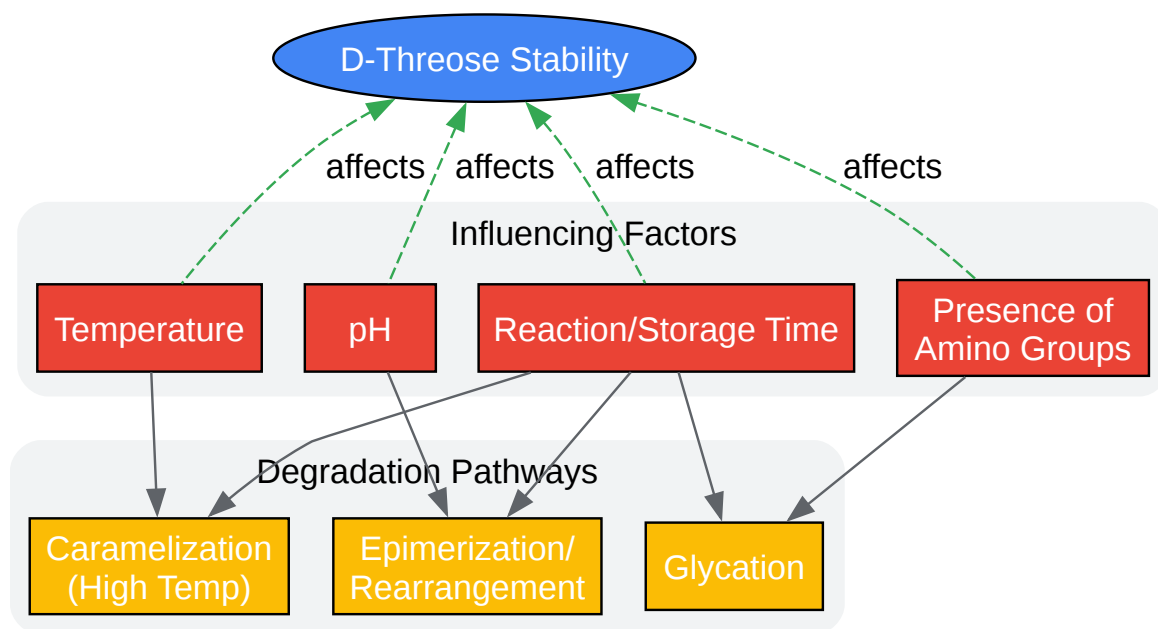 D-Threose Stability
affects
affects
affects
affects
Influencing Factors
Temperature
pH
Reaction/Storage Time
Presence of
Amino Groups
Degradation Pathways
Caramelization
(High Temp)
Epimerization/
Rearrangement
Glycation